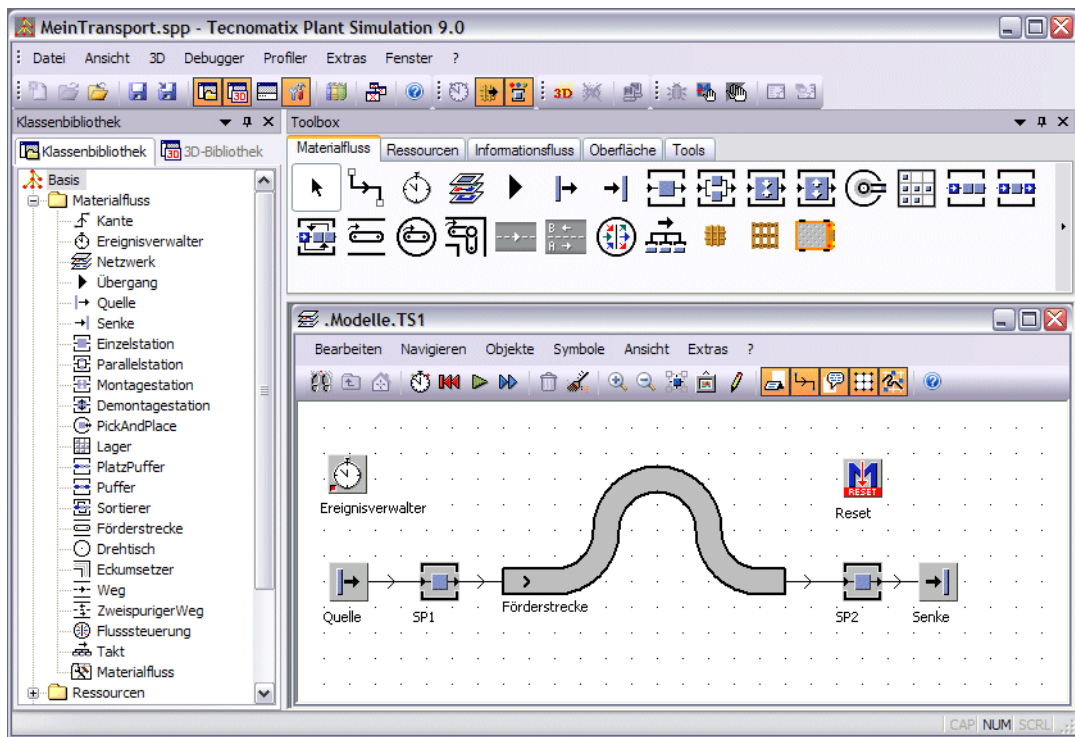 MeinTransport.spp - Tecnomatix Plant Simulation 9.0
Datei Ansicht 3D Debugger Profiler Extras Fenster ?
3D
Klassenbibliothek
Klassenbibliothek 3D-Bibliothek
Basis
Materialfluss
Kante
Ereignisverwalter
Netzwerk
Übergang
Quelle
Senke
Einzelstation
Parallelstation
Montagestation
Demontagestation
PickAndPlace
Lager
PlatzPuffer
Puffer
Sortierer
Förderstrecke
Drehtisch
Eckumsetzer
Weg
ZweispurigerWeg
Flusssteuerung
Takt
Materialfluss
Ressourcen
Toolbox
Materialfluss Ressourcen Informationsfluss Oberfläche Tools
B
A
.Modelle.TS1
Bearbeiten Navigieren Objekte Symbole Ansicht Extras ?
Ereignisverwalter
RESET
Reset
Quelle SP1 Förderstrecke SP2 Senke
CAP NUM SCRL